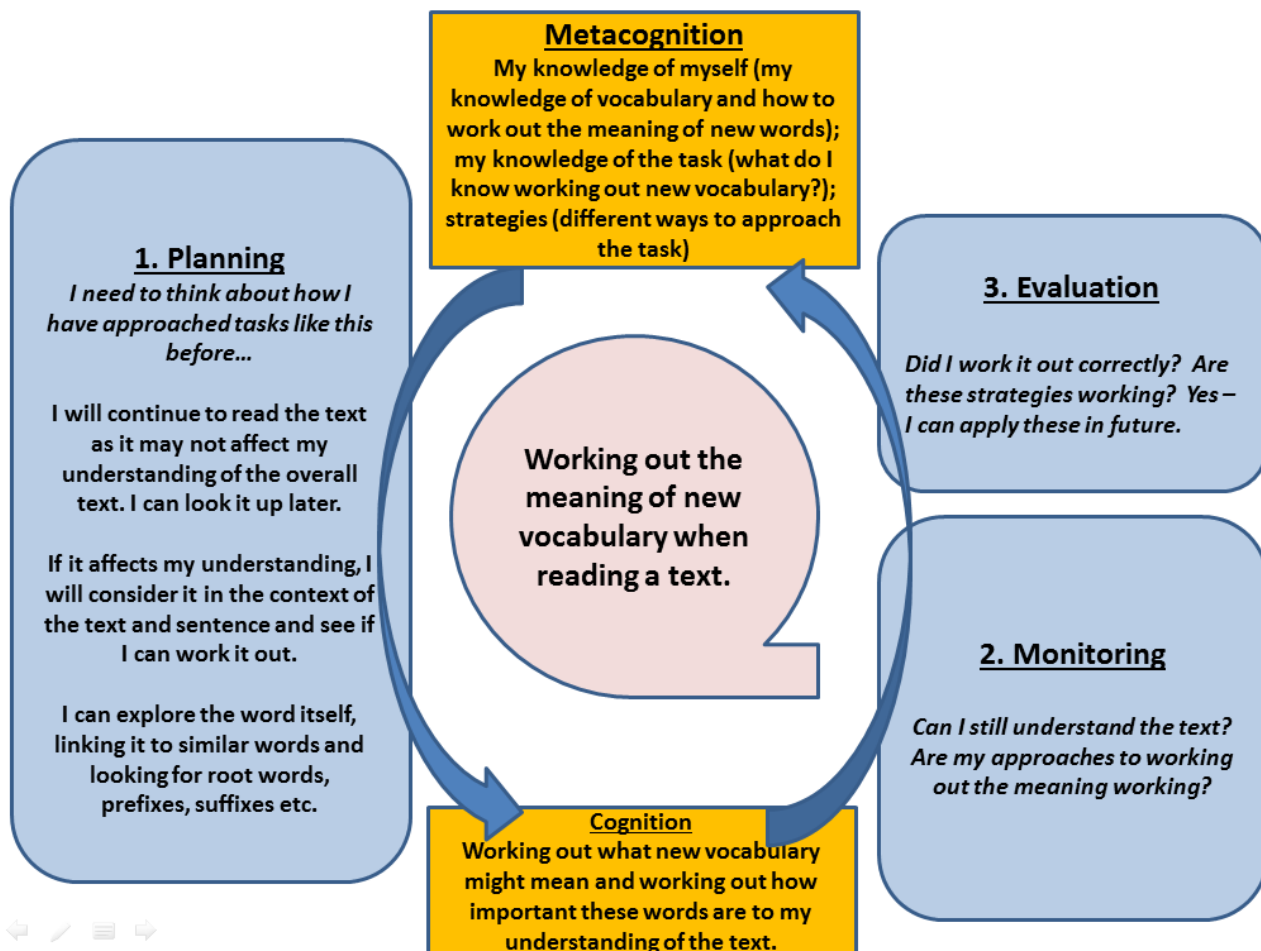 Metacognition
My knowledge of myself (my
knowledge of vocabulary and how to
work out the meaning of new words);
my knowledge of the task (what do I
know working out new vocabulary?);
strategies (different ways to approach
the task)
1. Planning
I need to think about how I
have approached tasks like this
before…
I will continue to read the text
as it may not affect my
understanding of the overall
text. I can look it up later.
If it affects my understanding, I
will consider it in the context of
the text and sentence and see if
I can work it out.
I can explore the word itself,
linking it to similar words and
looking for root words,
prefixes, suffixes etc.
Working out the
meaning of new
vocabulary when
reading a text.
Cognition
Working out what new vocabulary
might mean and working out how
important these words are to my
understanding of the text.
2. Monitoring
Can I still understand the text?
Are my approaches to working
out the meaning working?
3. Evaluation
Did I work it out correctly?  Are
these strategies working?  Yes –
I can apply these in future.